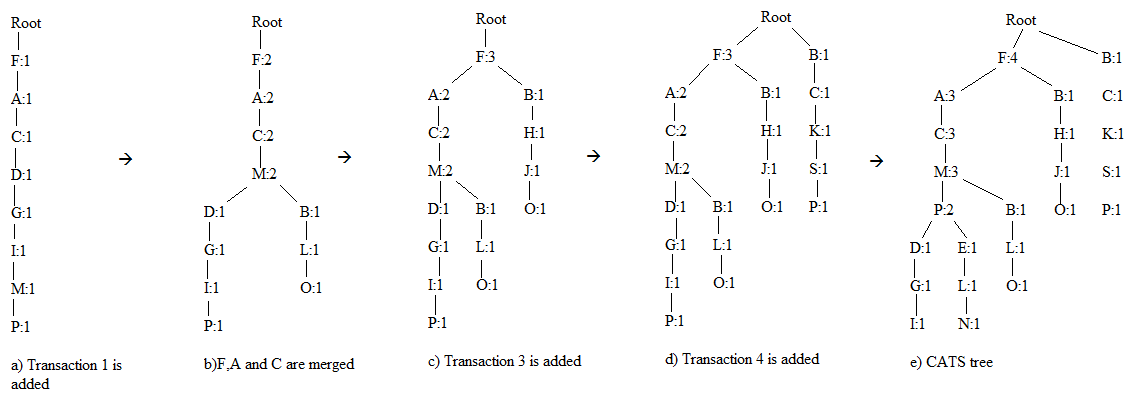 Root
F:1
A:1
C:1
D:1
G:1
I:1
M:1
P:1
a) Transaction 1 is
added
Root
F:2
A:2
C:2
M:2
D:1 B:1
G:1 L:1
I:1 O:1
P:1
b)F,A and C are merged
Root
F:3
A:2 B:1
C:2 H:1
M:2 J:1
D:1 B:1 O:1
G:1 L:1
I:1 O:1
P:1
c) Transaction 3 is added
Root
F:3 B:1
A:2 B:1 C:1
C:2 H:1 K:1
M:2 J:1 S:1
D:1 B:1 O:1 P:1
G:1 L:1
I:1 O:1
P:1
d) Transaction 4 is added
Root
F:4 B:1
A:3 B:1 C:1
C:3 H:1 K:1
M:3 J:1 S:1
P:2 B:1 O:1 P:1
D:1 E:1 L:1
G:1 L:1 O:1
I:1 N:1
e) CATS tree